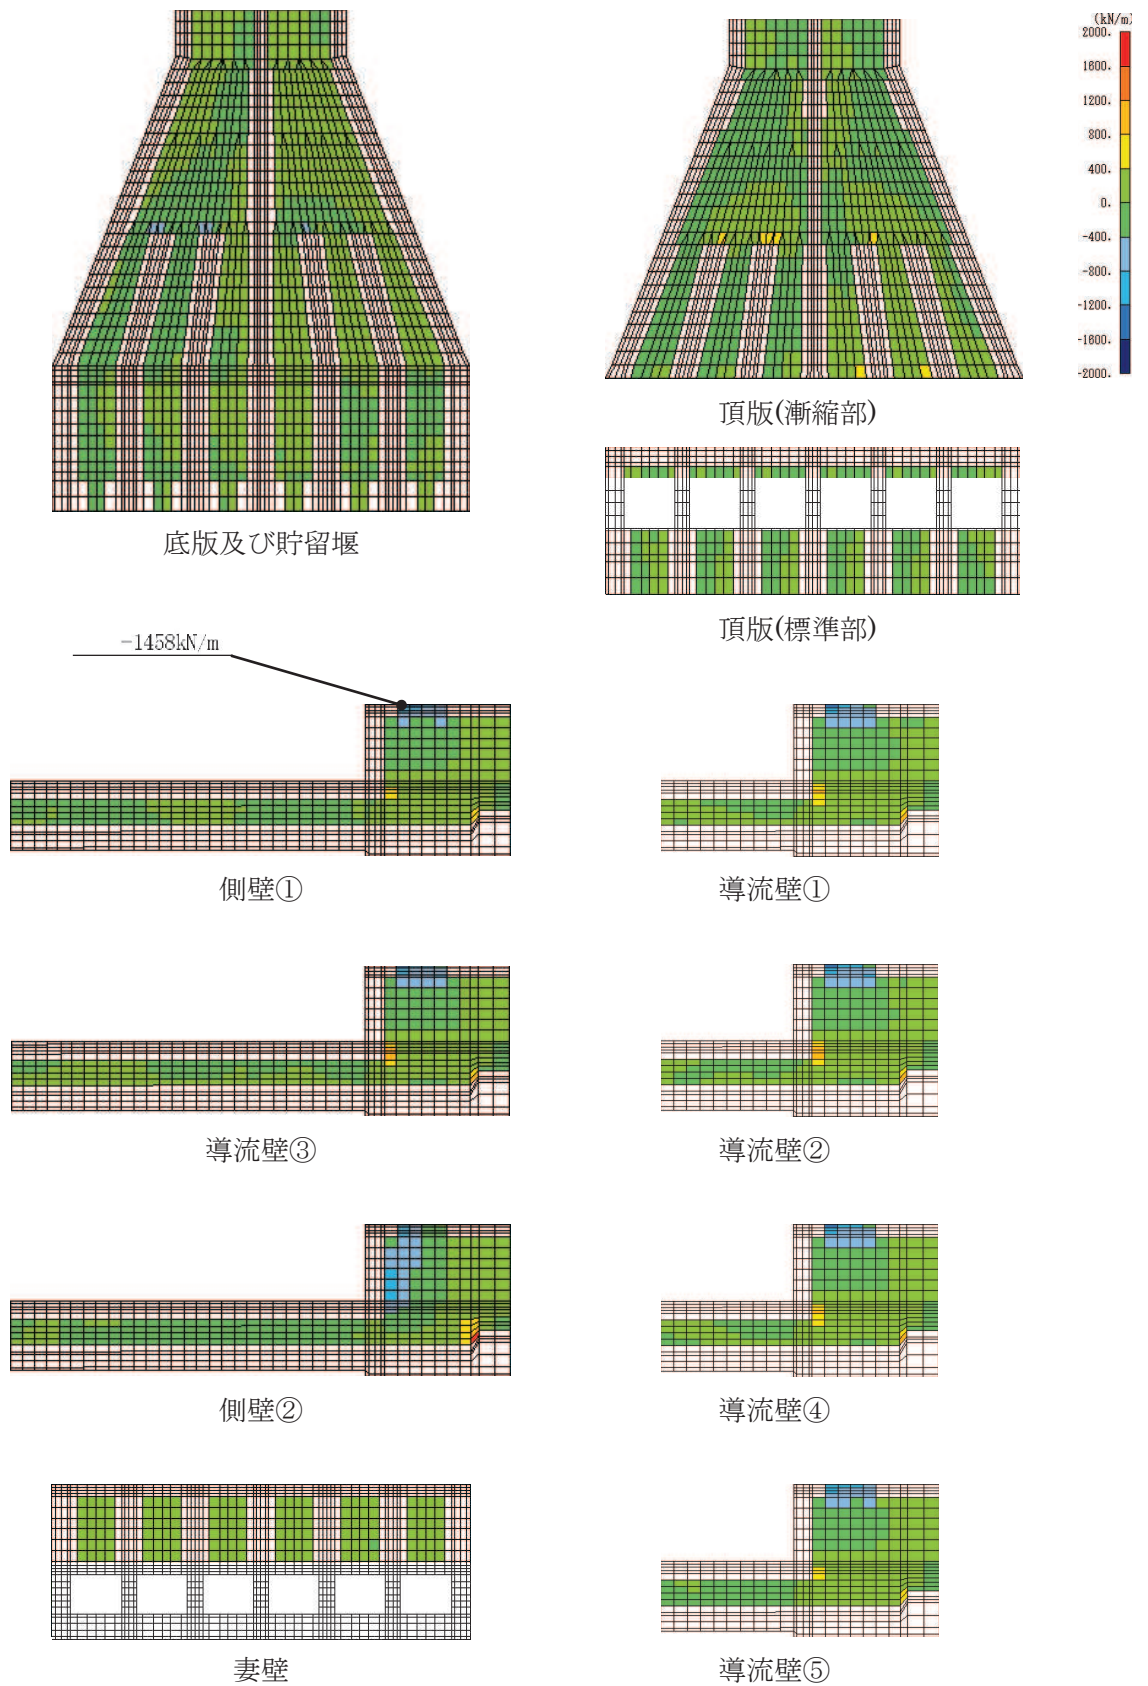 (kN/m)
2000.
1600.
1200.
800.
400.
0.
-400.
-800.
-1200.
-1600.
-2000.
頂版(漸縮部)
底版及び貯留堰
頂版(標準部)
-1458kN/m
側壁①
導流壁①
導流壁③
導流壁②
側壁②
導流壁④
妻壁
導流壁⑤